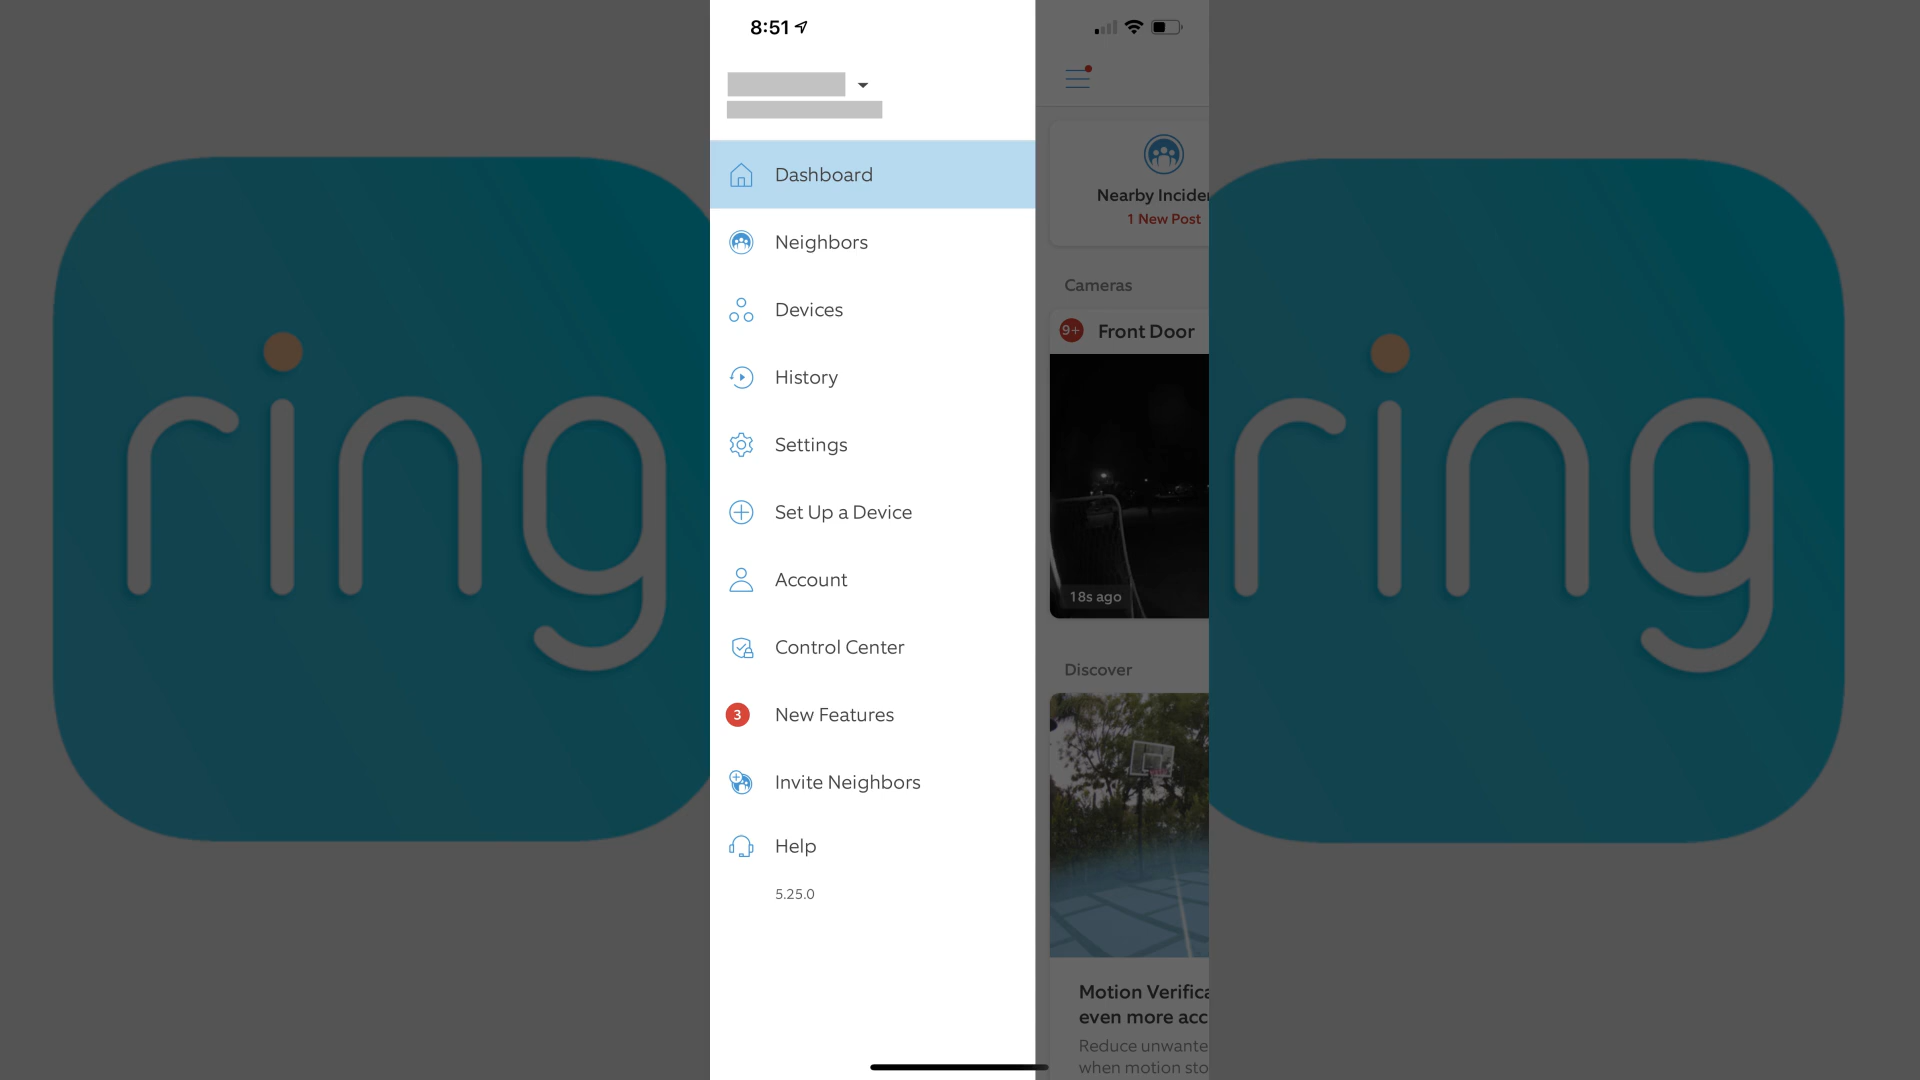 8:51
Dashboard
Neighbors
Devices
History
Settings
Set Up a Device
Account
Control Center
3
New Features
Invite Neighbors
Help
5.25.0
Nearby Incide
1 New Post
Cameras
9+
Front Door
18s ago
Discover
Motion Verifica
even more acc
Reduce unwante
when motion sto
ring
ring